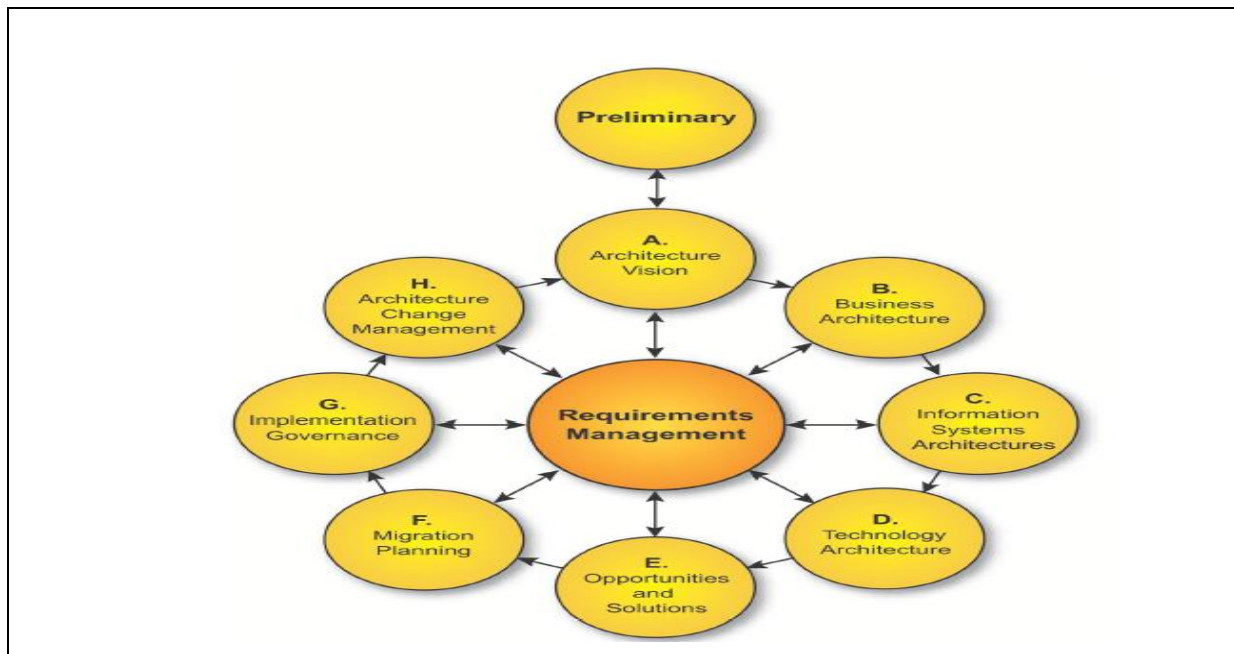 Preliminary
A.
Architecture
Vision
B.
Business
Architecture
C.
Information
Systems
Architectures
D.
Technology
Architecture
E.
Opportunities
and
Solutions
F.
Migration
Planning
G.
Implementation
Governance
H.
Architecture
Change
Management
Requirements
Management